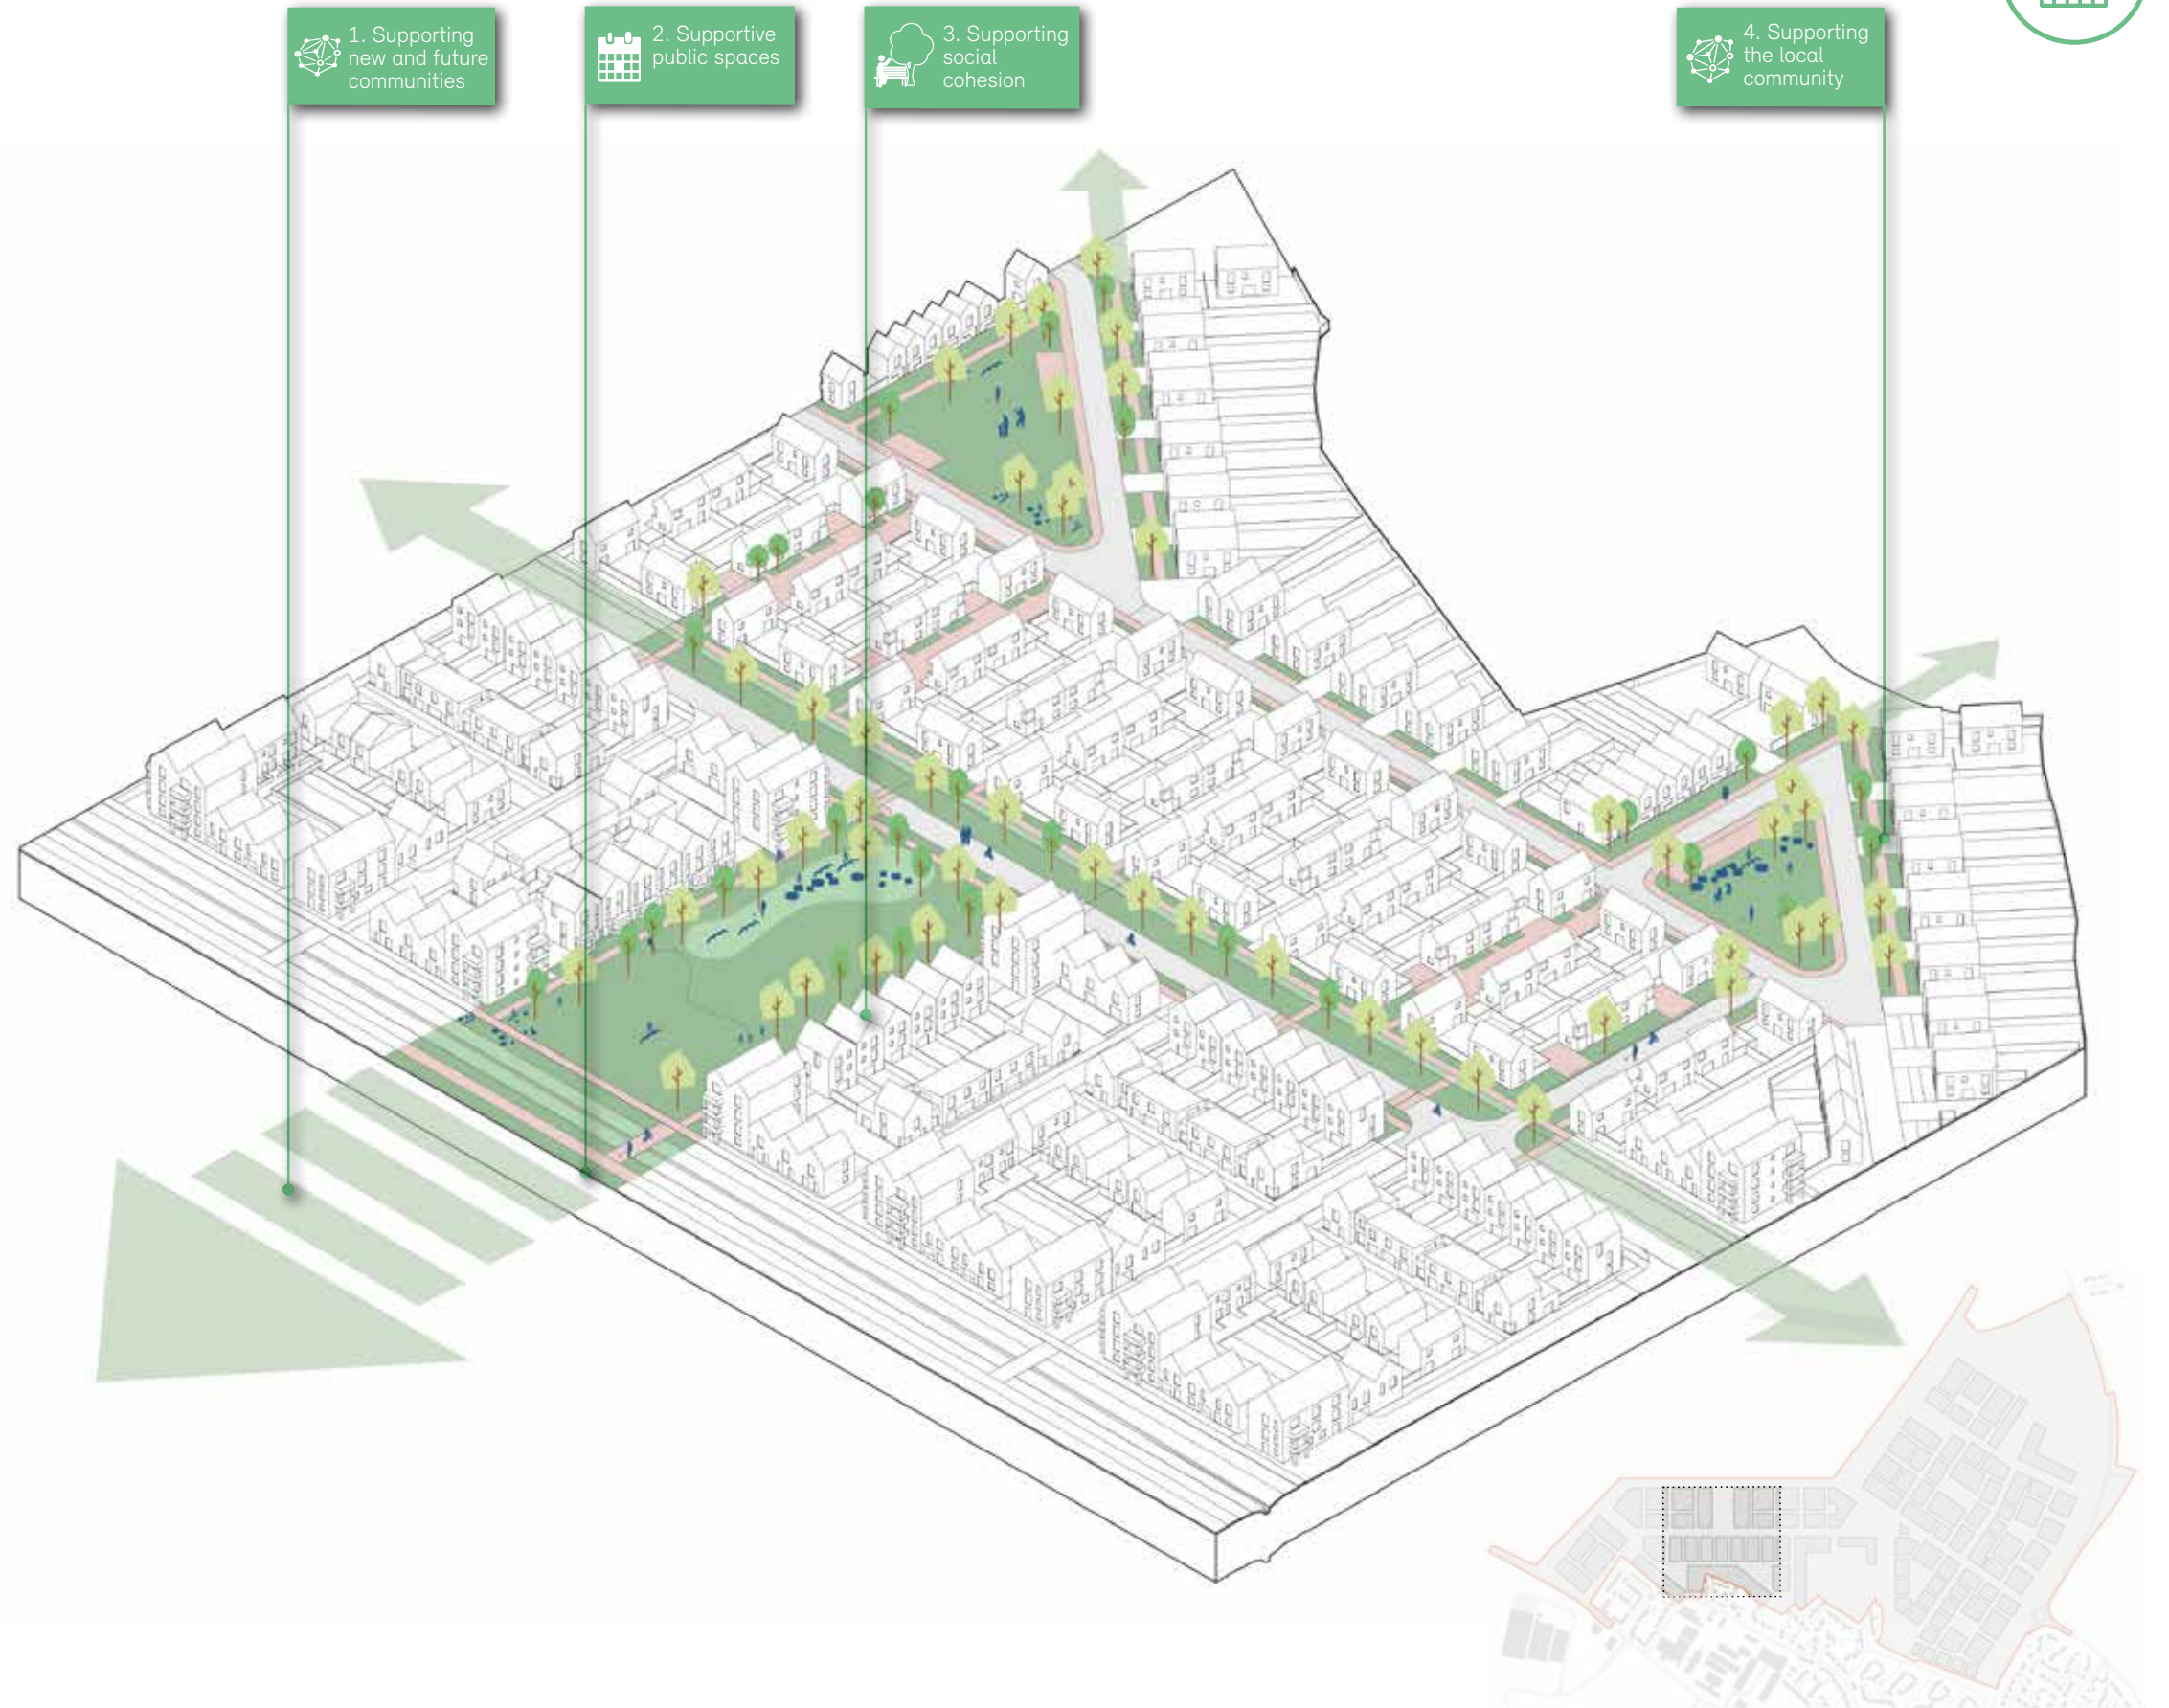 1. Supporting
new and future
communities
2. Supportive
public spaces
3. Supporting
social
cohesion
4. Supporting
the local
community